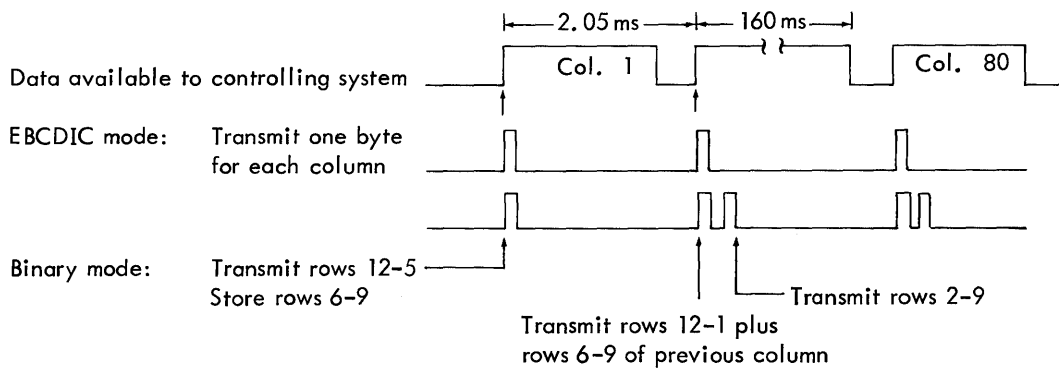 2.05 ms 160 ms
Data available to controlling system Col. 1 Col. 80
EBCDIC mode: Transmit one byte
for each column
Binary mode: Transmit rows 12-5
Store rows 6-9
Transmit rows 2-9
Transmit rows 12-1 plus
rows 6-9 of previous column